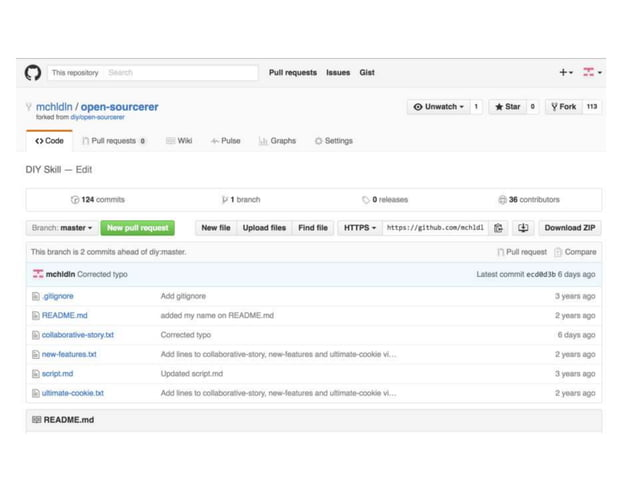 This repository Search Pull requests Issues Gist
mchldln / open-sourcerer Unwatch 1 Star 0 Fork 113
forked from diy/open-sourcerer
Code Pull requests 0 Wiki Pulse Graphs Settings
DIY Skill — Edit
124 commits 1 branch 0 releases 36 contributors
Branch: master New pull request New file Upload files Find file HTTPS https://github.com/mchldl Download ZIP
This branch is 2 commits ahead of diy:master. Pull request Compare
mchldln Corrected typo Latest commit ecd0d3b 6 days ago
.gitignore Add gitignore 3 years ago
README.md added my name on README.md 2 years ago
collaborative-story.txt Corrected typo 6 days ago
new-features.txt Add lines to collaborative-story, new-features and ultimate-cookie vi… 2 years ago
script.md Updated script.md 3 years ago
ultimate-cookie.txt Add lines to collaborative-story, new-features and ultimate-cookie vi… 2 years ago
README.md